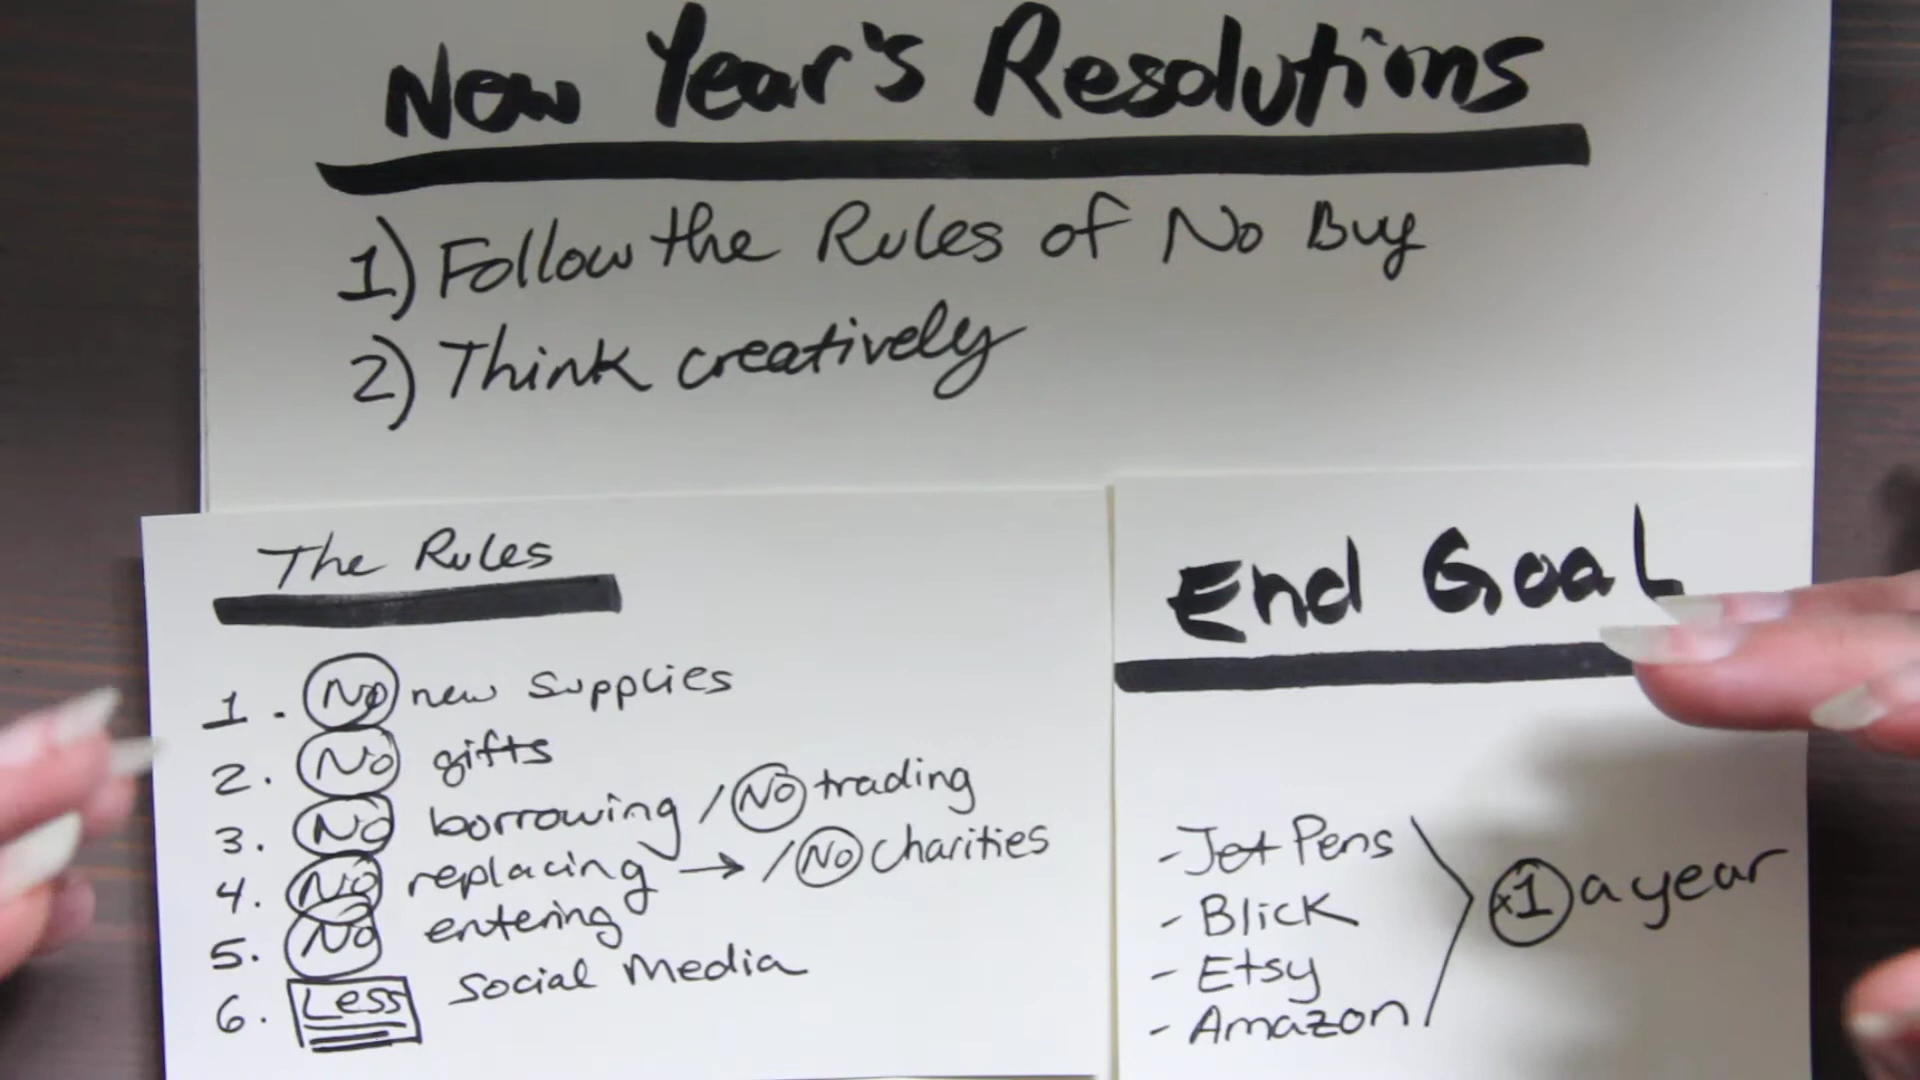 New Year's Resolutions
1) Follow the Rules of No Buy
2) Think creatively
The Rules
1. No new supplies
2. No gifts
3. No borrowing / No trading
4. No replacing → / No charities
5. No entering
6. Less Social Media
End Goal
- Jet Pens
- Blick
- Etsy
- Amazon
x1 a year